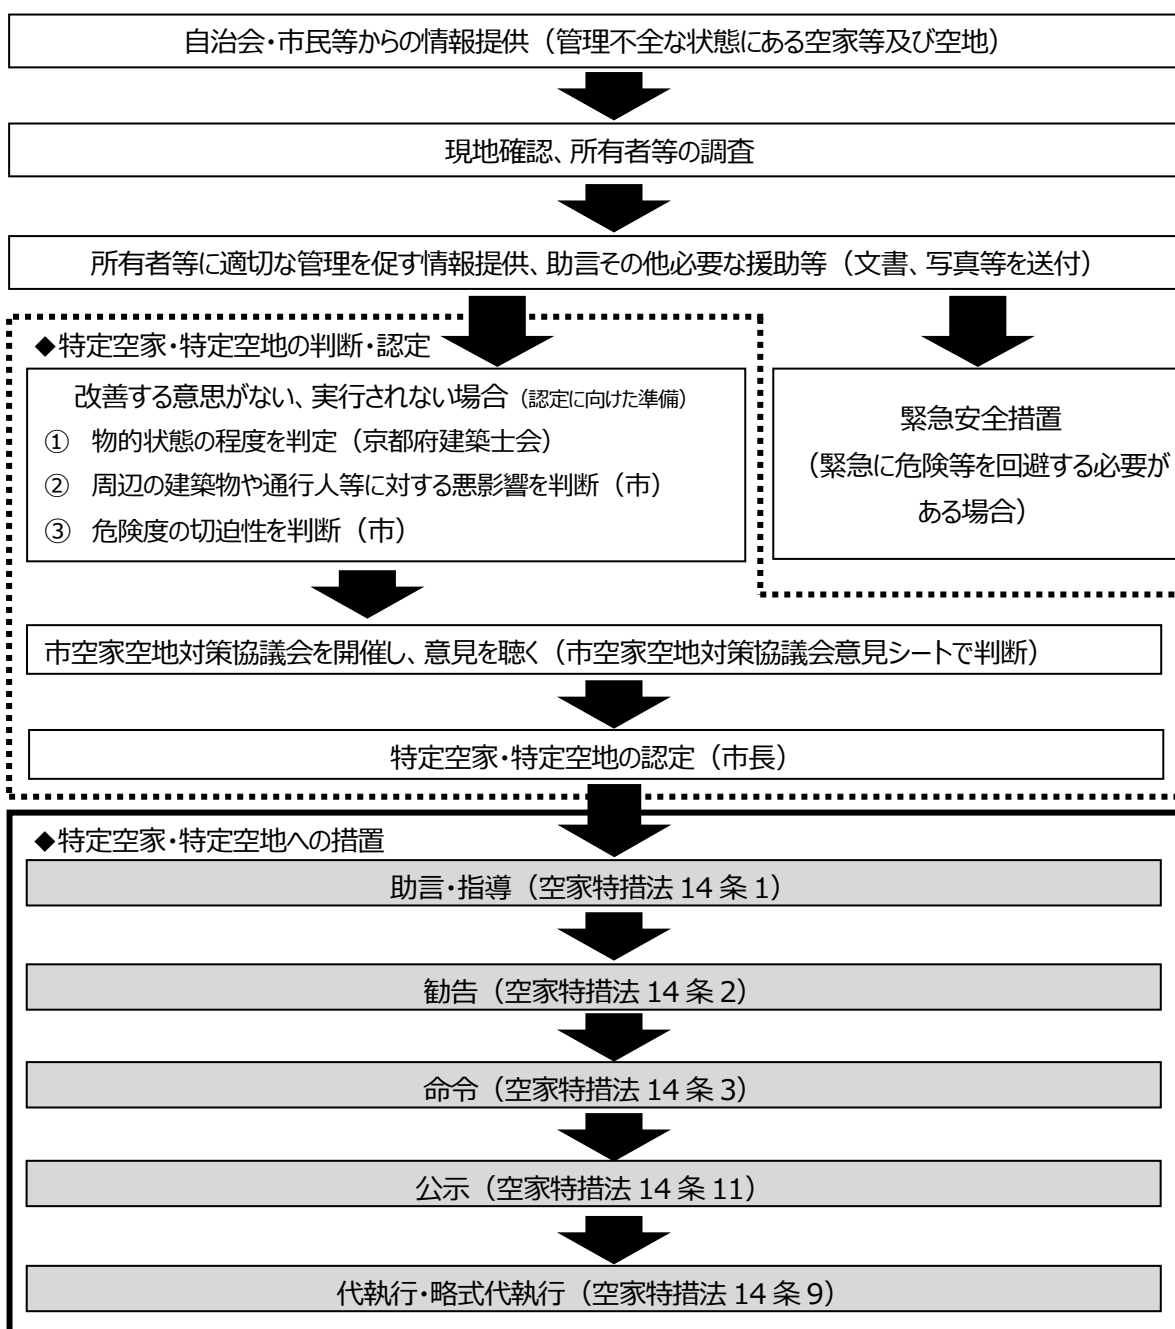 自治会・市民等からの情報提供（管理不全な状態にある空家等及び空地）
現地確認、所有者等の調査
所有者等に適切な管理を促す情報提供、助言その他必要な援助等（文書、写真等を送付）
◆特定空家・特定空地の判断・認定
改善する意思がない、実行されない場合（認定に向けた準備）
① 物的状態の程度を判定（京都府建築士会）
② 周辺の建築物や通行人等に対する悪影響を判断（市）
③ 危険度の切迫性を判断（市）
緊急安全措置
（緊急に危険等を回避する必要が
ある場合）
市空家空地対策協議会を開催し、意見を聴く（市空家空地対策協議会意見シートで判断）
特定空家・特定空地の認定（市長）
◆特定空家・特定空地への措置
助言・指導（空家特措法 14 条 1）
勧告（空家特措法 14 条 2）
命令（空家特措法 14 条 3）
公示（空家特措法 14 条 11）
代執行・略式代執行（空家特措法 14 条 9）